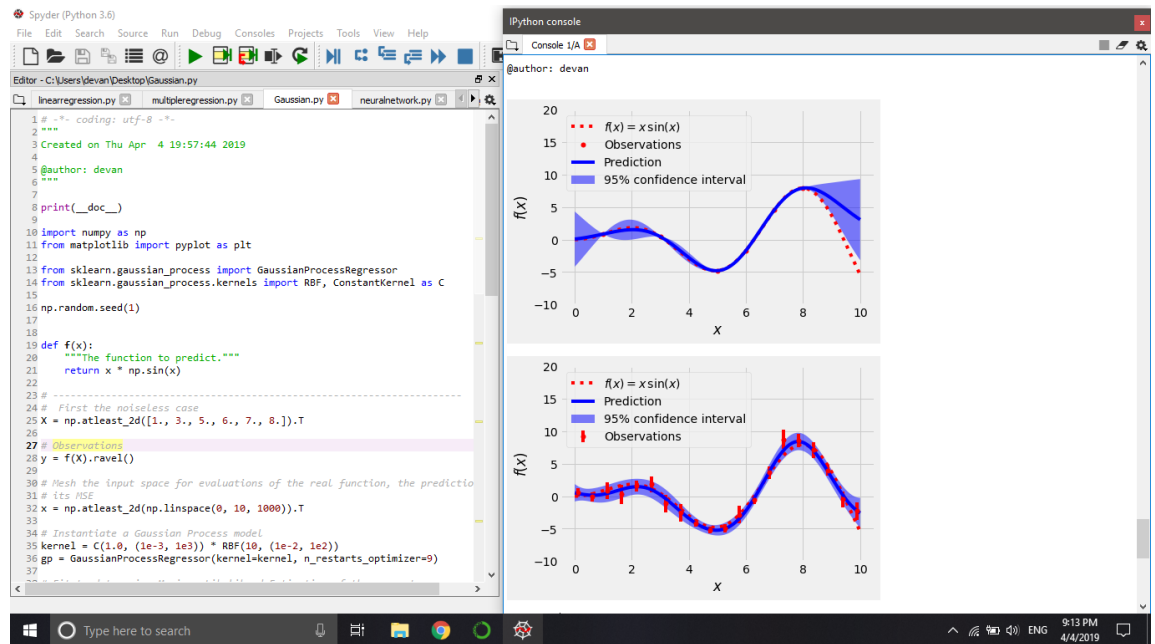 Spyder (Python 3.6)
File Edit Search Source Run Debug Consoles Projects Tools View Help
Editor - C:\Users\devan\Desktop\Gaussian.py
linearregression.py multipleregression.py Gaussian.py neuralnetwork.py
1 # -*- coding: utf-8 -*-
2 """
3 Created on Thu Apr  4 19:57:44 2019
4
5 @author: devan
6 """
7
8 print(__doc__)
9
10 import numpy as np
11 from matplotlib import pyplot as plt
12
13 from sklearn.gaussian_process import GaussianProcessRegressor
14 from sklearn.gaussian_process.kernels import RBF, ConstantKernel as C
15
16 np.random.seed(1)
17
18
19 def f(x):
20     """The function to predict."""
21     return x * np.sin(x)
22
23 # ----------------------------------------------------------------------
24 #  First the noiseless case
25 X = np.atleast_2d([1., 3., 5., 6., 7., 8.]).T
26
27 # Observations
28 y = f(X).ravel()
29
30 # Mesh the input space for evaluations of the real function, the predictio
31 # its MSE
32 x = np.atleast_2d(np.linspace(0, 10, 1000)).T
33
34 # Instantiate a Gaussian Process model
35 kernel = C(1.0, (1e-3, 1e3)) * RBF(10, (1e-2, 1e2))
36 gp = GaussianProcessRegressor(kernel=kernel, n_restarts_optimizer=9)
37
IPython console
Console 1/A
@author: devan
20
15
10
5
0
−5
−10
f(x)
f(x) = x sin(x)
Observations
Prediction
95% confidence interval
0 2 4 6 8 10
x
20
15
10
5
0
−5
−10
f(x)
f(x) = x sin(x)
Prediction
95% confidence interval
Observations
0 2 4 6 8 10
x
Type here to search
ENG
9:13 PM
4/4/2019